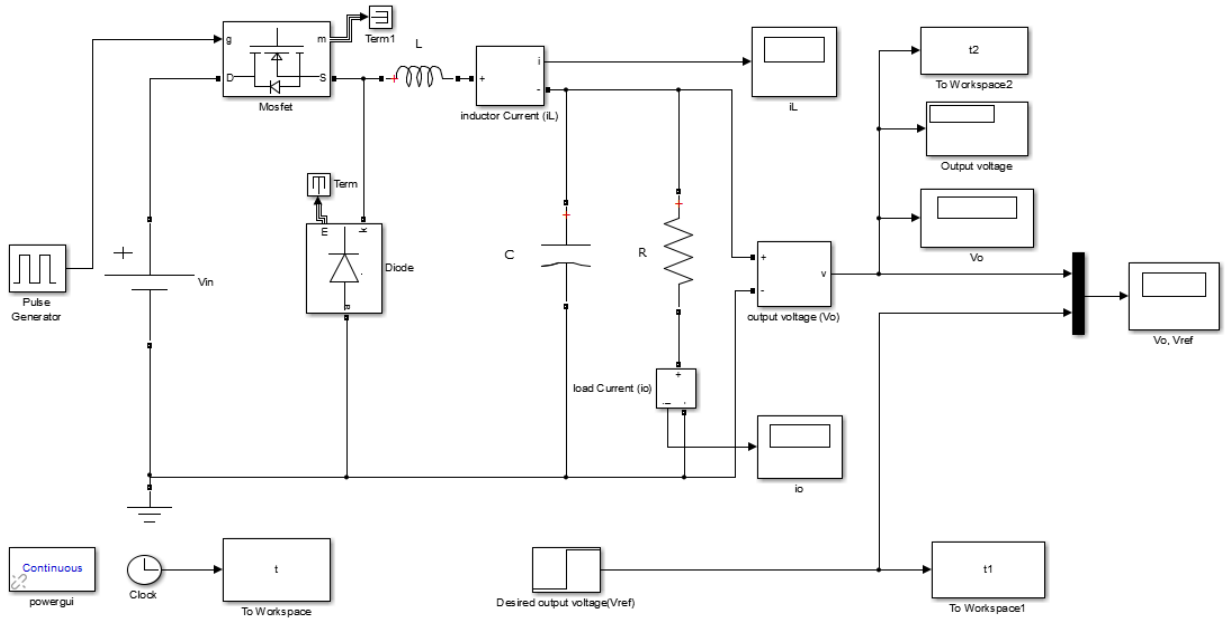 g
m
D
S
Mosfet
Term1
L
+
i
-
inductor Current (iL)
iL
t2
To Workspace2
Output voltage
Vo
Term
m
k
a
Diode
Pulse
Generator
+
Vin
C
R
+
-
v
output voltage (Vo)
Vo, Vref
load Current (io)
+
i
-
io
Continuous
powergui
Clock
t
To Workspace
Desired output voltage(Vref)
t1
To Workspace1